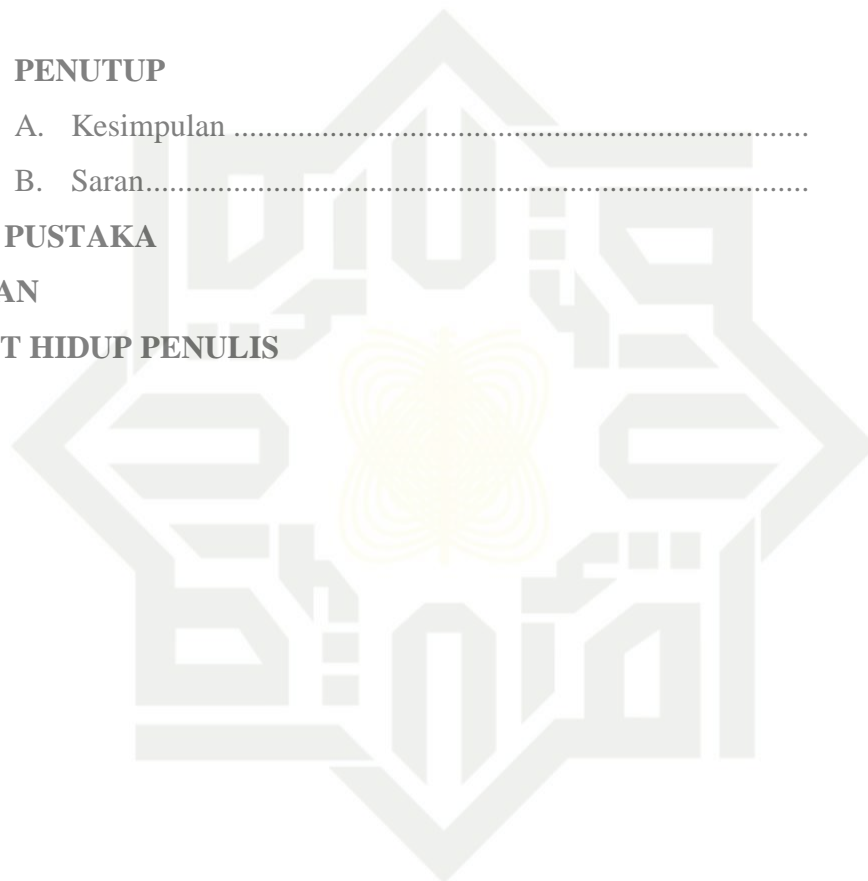 PENUTUP
A. Kesimpulan ......................................................................
B. Saran.................................................................................
PUSTAKA
AN
T HIDUP PENULIS